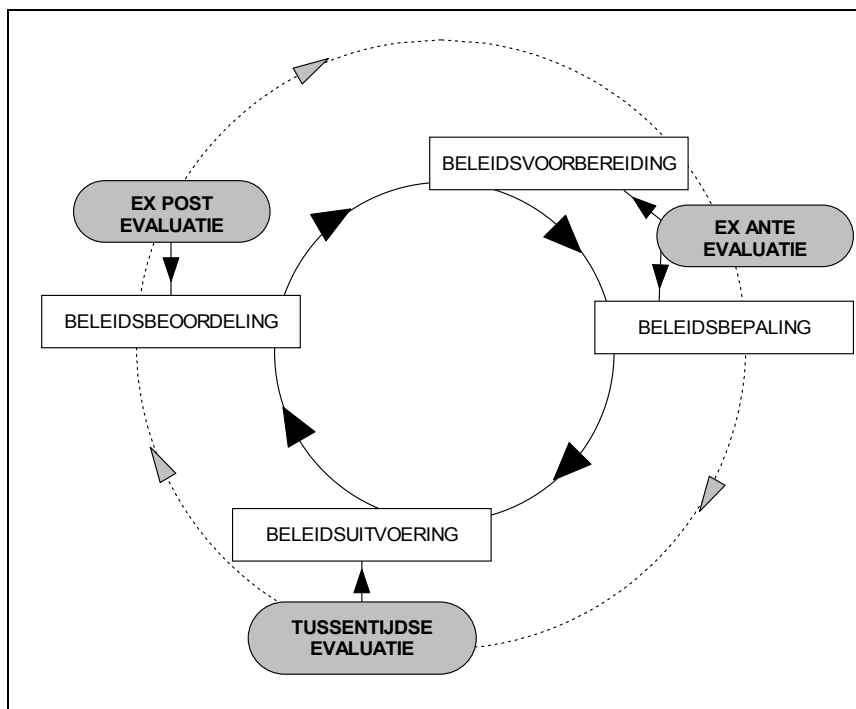 BELEIDSVOORBEREIDING
EX POST
EVALUATIE
EX ANTE
EVALUATIE
BELEIDSBEOORDELING
BELEIDSBEPALING
BELEIDSUITVOERING
TUSSENTIJDSE
EVALUATIE